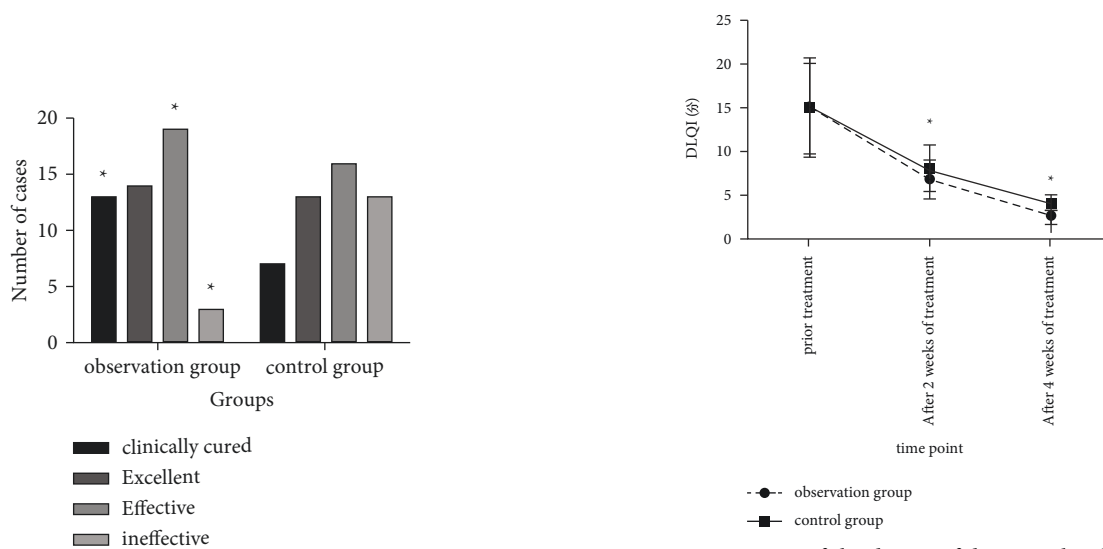 20
15
10
5
0
Number of cases
*
*
*
observation group
control group
Groups
clinically cured
Excellent
Effective
ineffective
25
20
15
10
5
0
DLQI (分)
*
*
prior treatment
After 2 weeks of treatment
After 4 weeks of treatment
time point
observation group
control group